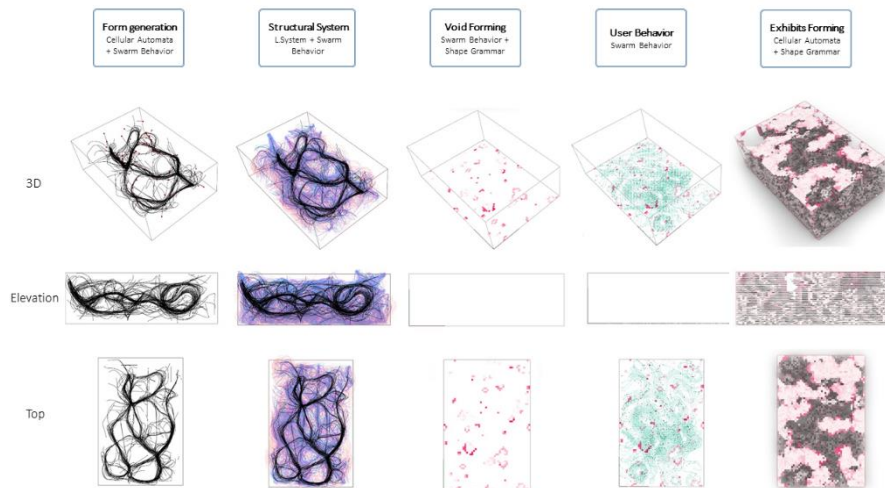 Form generation
Cellular Automata
+ Swarm Behavior
Structural System
L.System + Swarm
Behavior
Void Forming
Swarm Behavior +
Shape Grammar
User Behavior
Swarm Behavior
Exhibits Forming
Cellular Automata
+ Shape Grammar
3D
Elevation
Top